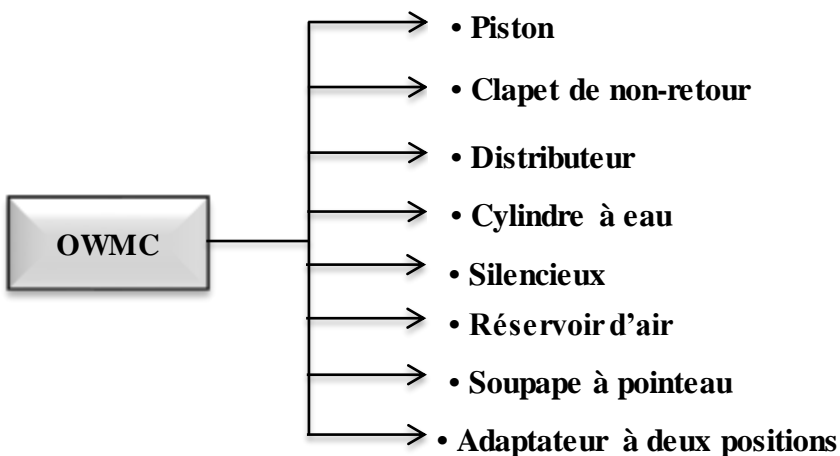 • Piston
• Clapet de non-retour
• Distributeur
• Cylindre à eau
OWMC
• Silencieux
• Réservoir d’air
• Soupape à pointeau
• Adaptateur à deux positions